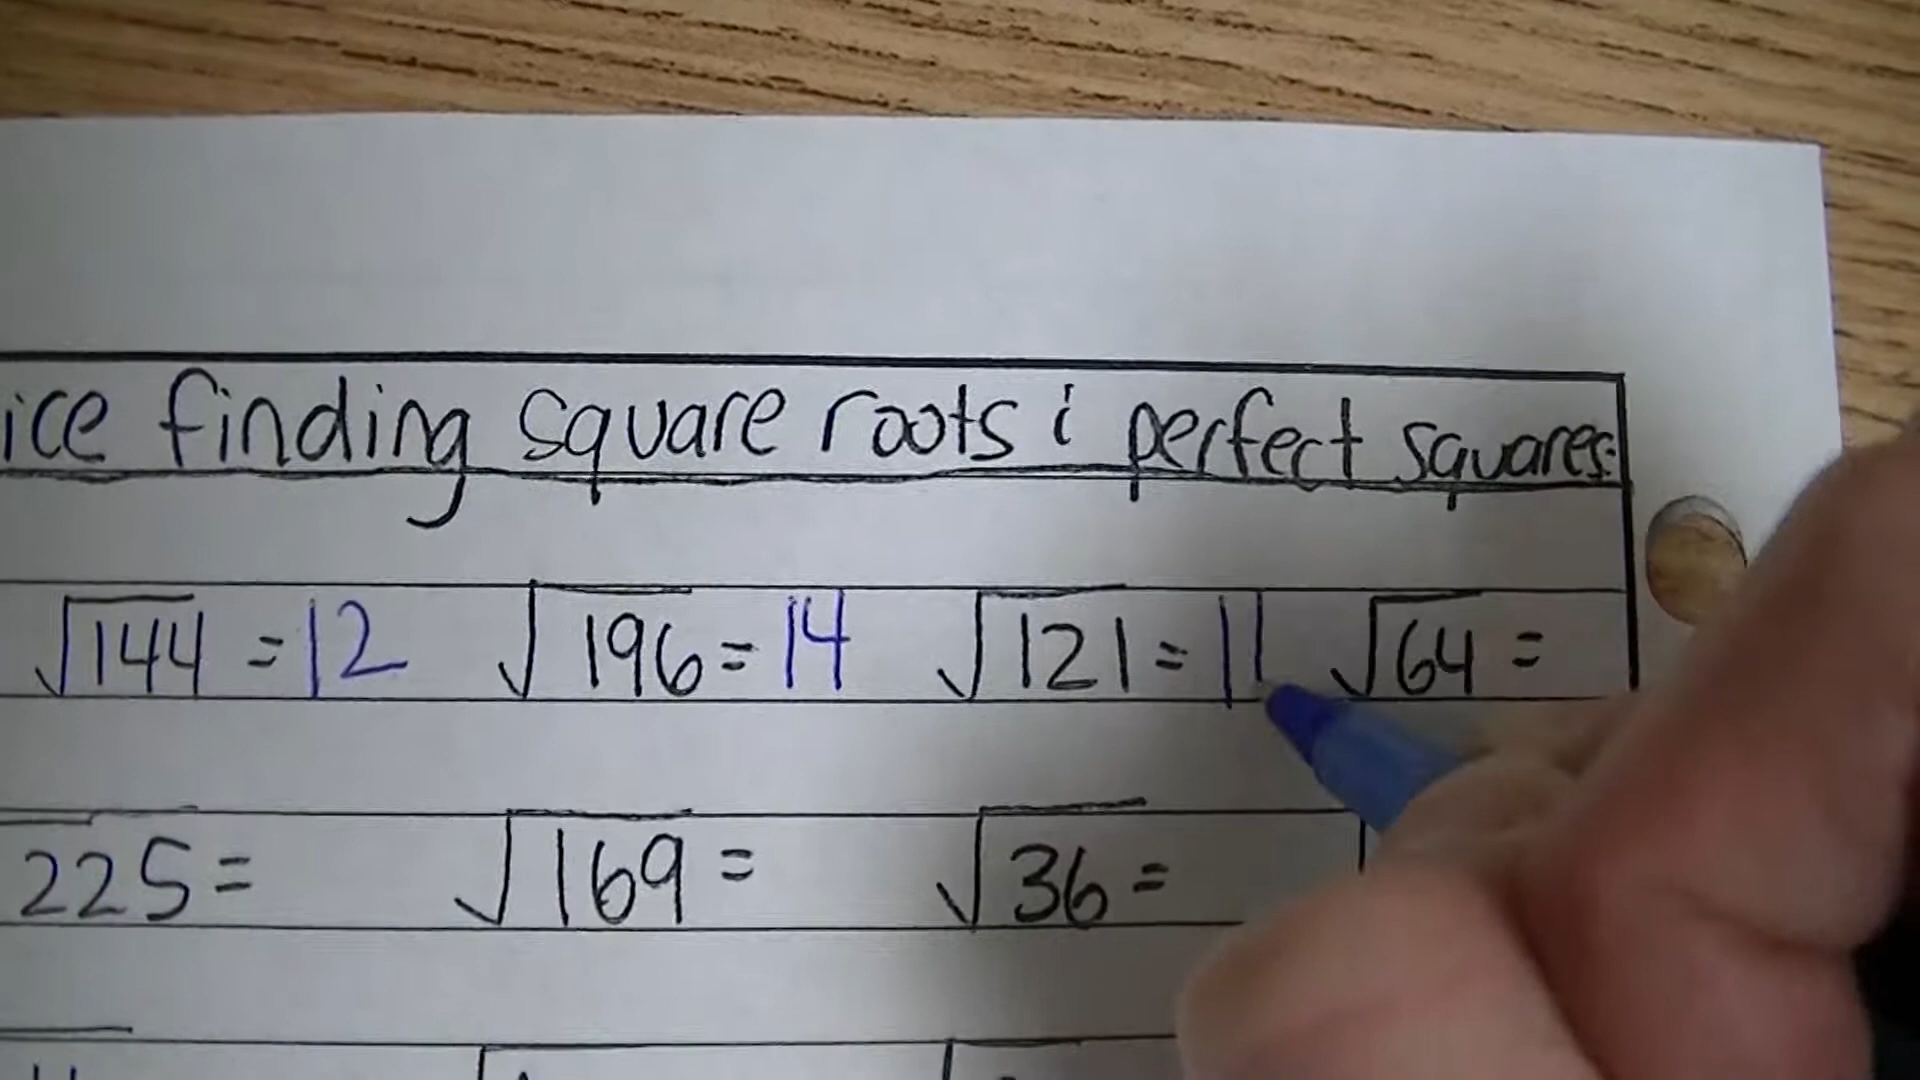 ice finding square roots & perfect squares:
√144 = 12 √196 = 14 √121 = 11 √64 =
225 = √169 = √36 =